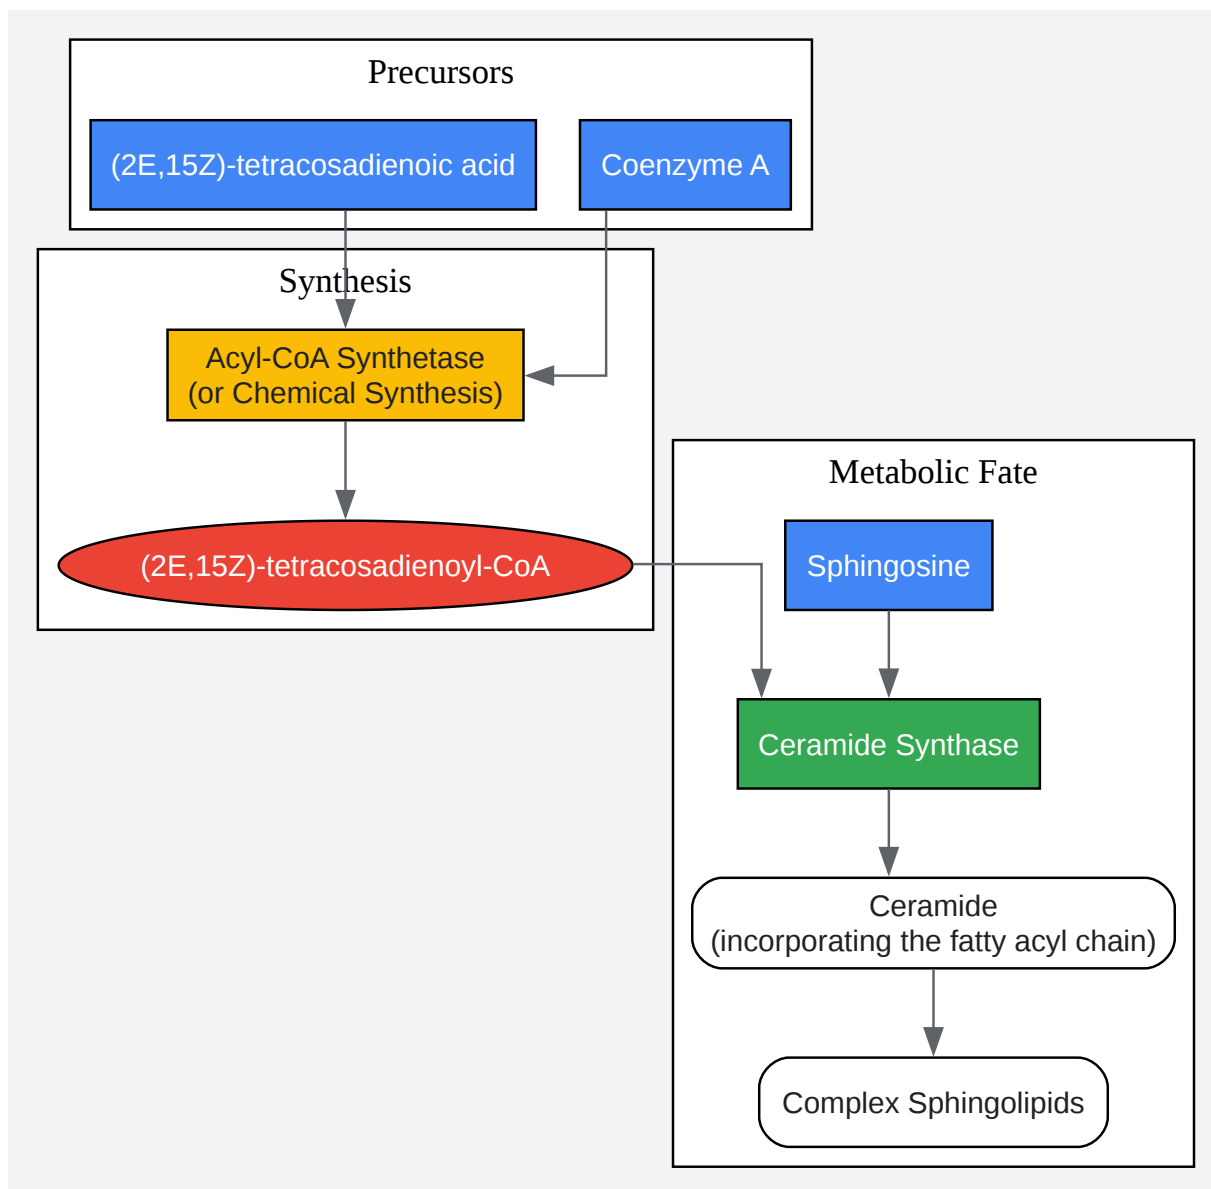 Precursors
(2E,15Z)-tetracosadienoic acid
Coenzyme A
Synthesis
Acyl-CoA Synthetase
(or Chemical Synthesis)
(2E,15Z)-tetracosadienoyl-CoA
Metabolic Fate
Sphingosine
Ceramide Synthase
Ceramide
(incorporating the fatty acyl chain)
Complex Sphingolipids